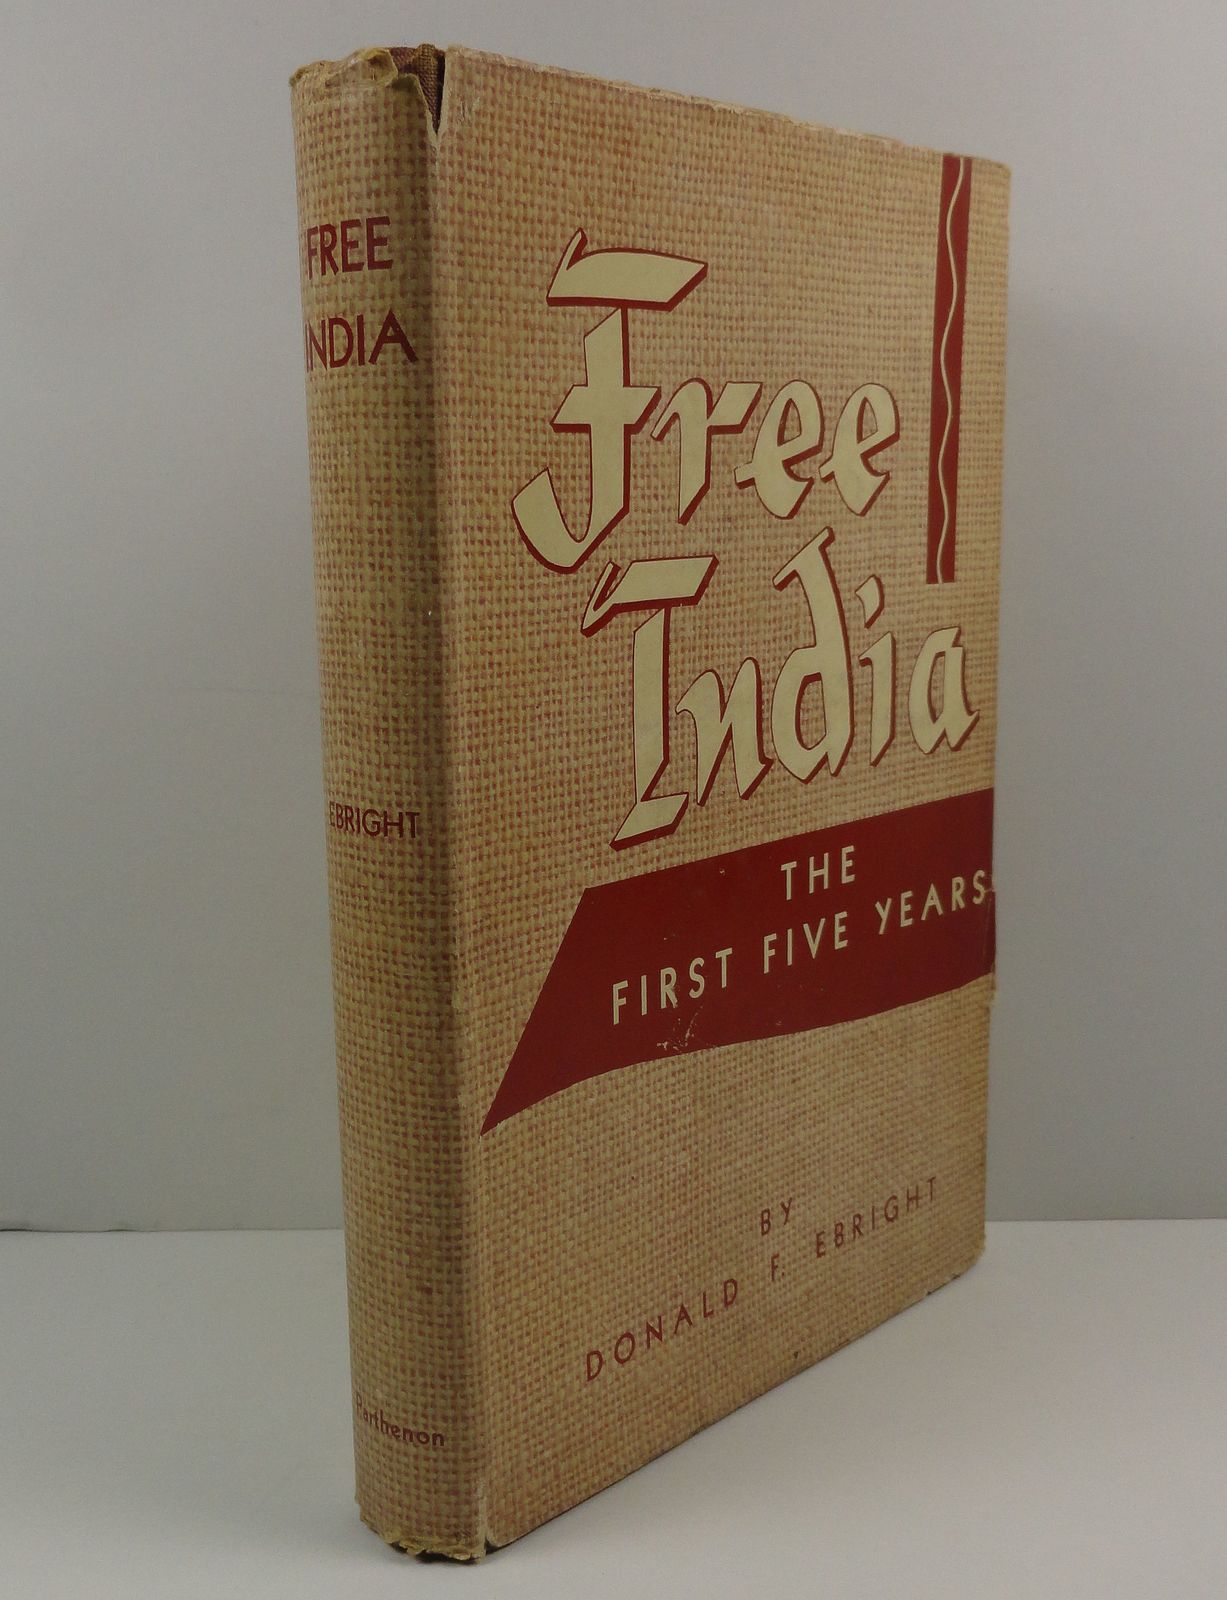 FREE
INDIA
EBRIGHT
Parthenon
Free
India
THE
FIRST FIVE YEARS
BY
DONALD F. EBRIGHT